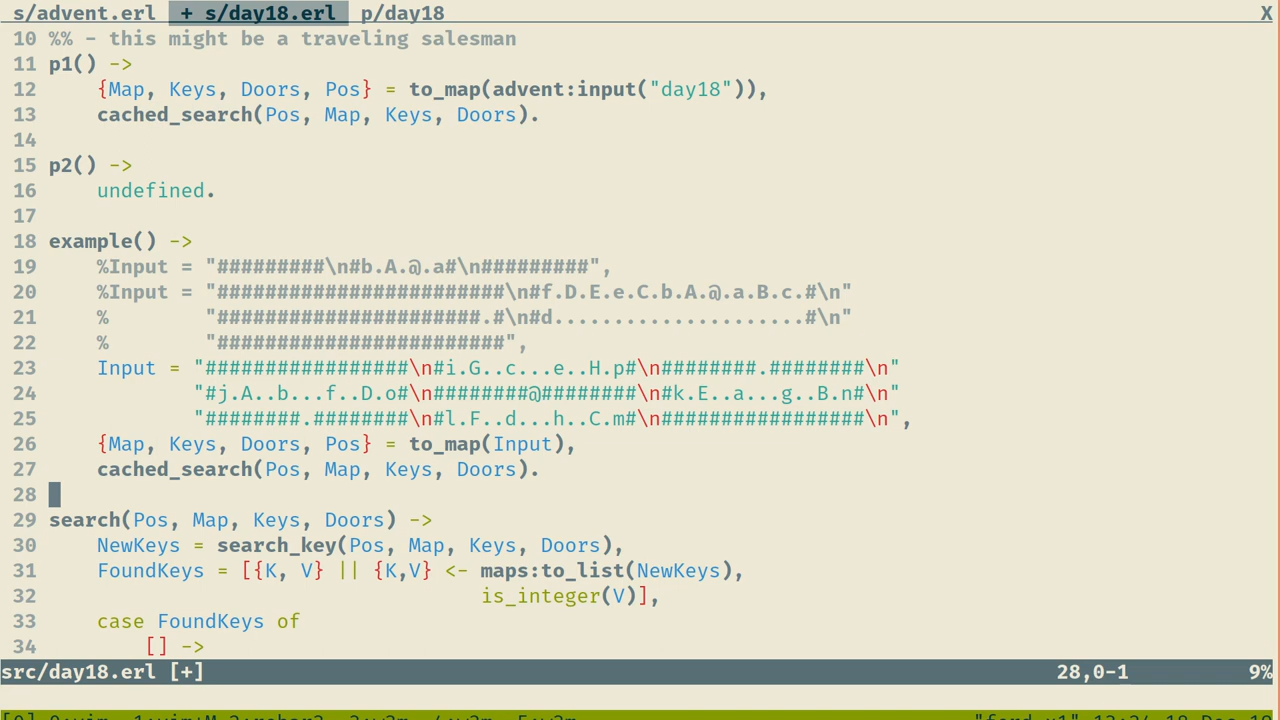 s/advent.erl  + s/day18.erl  p/day18 X
10 %% - this might be a traveling salesman
11 p1() ->
12     {Map, Keys, Doors, Pos} = to_map(advent:input("day18")),
13     cached_search(Pos, Map, Keys, Doors).
14
15 p2() ->
16     undefined.
17
18 example() ->
19     %Input = "#########\n#b.A.@.a#\n#########",
20     %Input = "########################\n#f.D.E.e.C.b.A.@.a.B.c.#\n"
21     %        "######################.#\n#d.....................#\n"
22     %        "########################",
23     Input = "#################\n#i.G..c...e..H.p#\n########.########\n"
24             "#j.A..b...f..D.o#\n########@########\n#k.E..a...g..B.n#\n"
25             "########.########\n#l.F..d...h..C.m#\n#################\n",
26     {Map, Keys, Doors, Pos} = to_map(Input),
27     cached_search(Pos, Map, Keys, Doors).
28
29 search(Pos, Map, Keys, Doors) ->
30     NewKeys = search_key(Pos, Map, Keys, Doors),
31     FoundKeys = [{K, V} || {K,V} <- maps:to_list(NewKeys),
32                                     is_integer(V)],
33     case FoundKeys of
34         [] ->
src/day18.erl [+] 28,0-1 9%